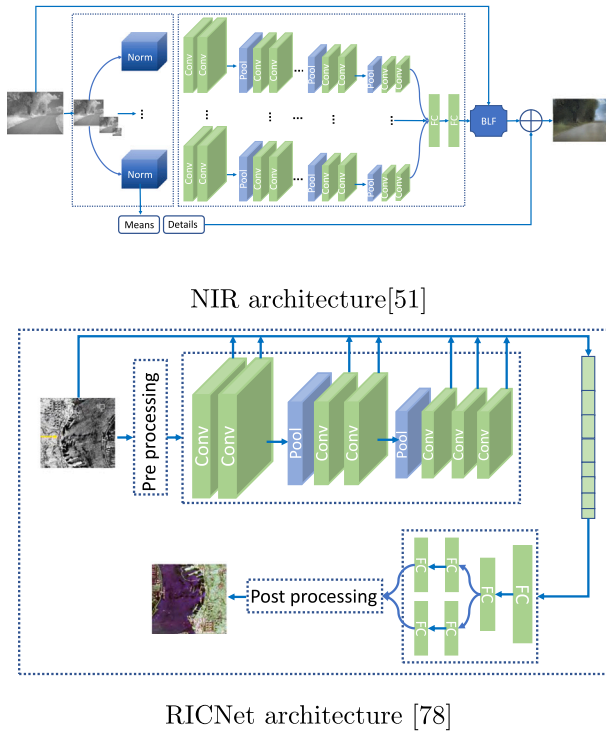 Norm
Conv
Conv
Pool
Conv
Conv
...
Pool
Conv
Conv
Pool
Conv
Conv
...
...
...
...
...
FC
FC
BLF
Norm
Conv
Conv
Pool
Conv
Conv
...
Pool
Conv
Conv
Pool
Conv
Conv
Means
Details
NIR architecture[51]
Pre processing
Conv
Conv
Pool
Conv
Conv
Pool
Conv
Conv
Conv
FC
FC
FC
FC
FC
FC
Post processing
RICNet architecture [78]